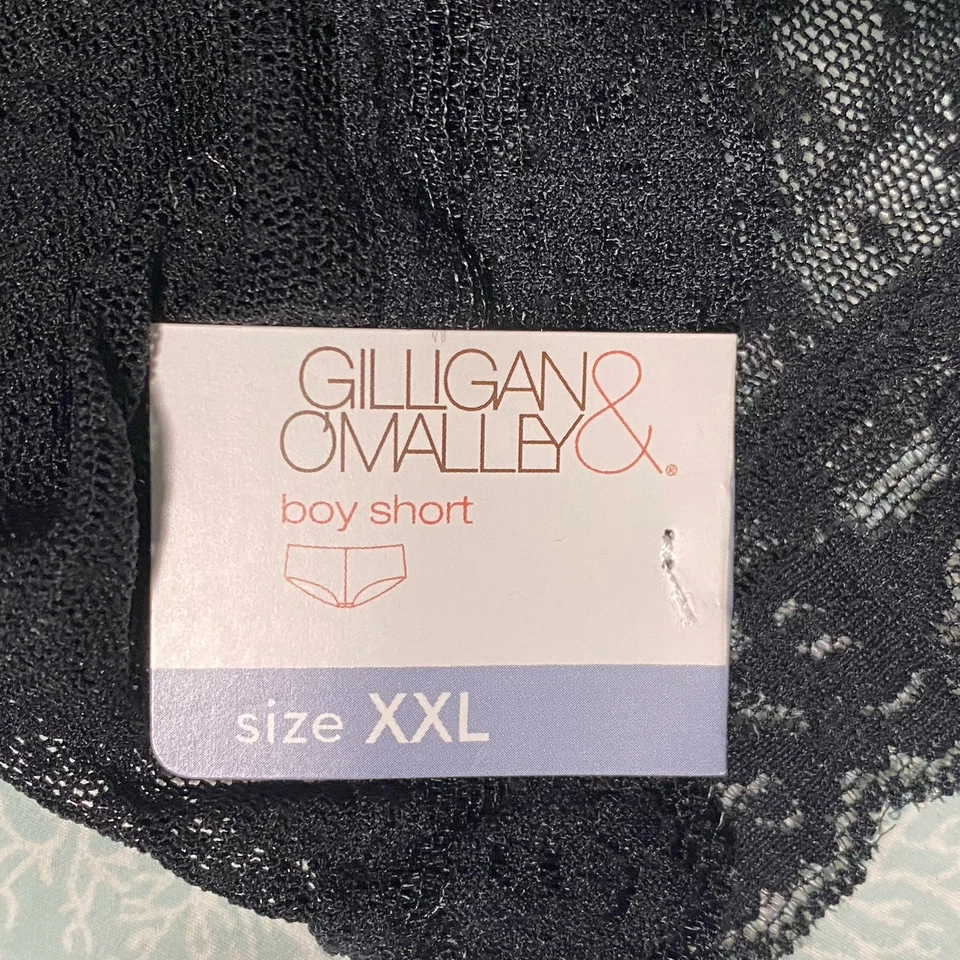 GILLIGAN &
O'MALLEY ®
boy short
size XXL